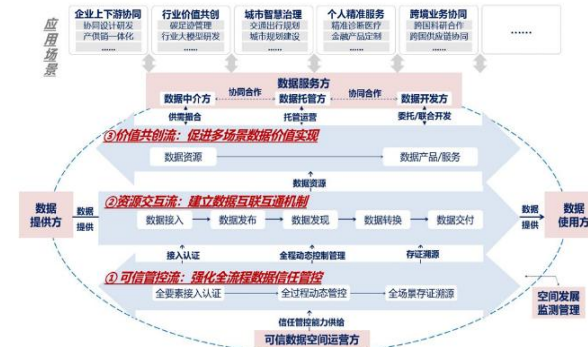 应用场景
企业上下游协同
协同设计研发
产供销一体化
……
行业价值共创
碳足迹管理
行业大模型研发
……
城市智慧治理
交通出行规划
城市规划建设
……
个人精准服务
精准诊断医疗
金融产品定制
……
跨境业务协同
跨国科研合作
跨国供应链协同
……
……
数据服务方
数据中介方
协同合作
数据托管方
协同合作
数据开发方
供需撮合
托管运营
委托/联合开发
③价值共创流：促进多场景数据价值实现
数据资源
数据产品/服务
数据资源
数据提供方
数据提供
②资源交互流：建立数据互联互通机制
数据接入
数据发布
数据发现
数据转换
数据交付
数据提供
数据使用方
接入认证
全程动态控制管理
存证溯源
①可信管控流：强化全流程数据信任管控
全要素接入认证
全过程动态管控
全场景存证溯源
信任管控能力供给
可信数据空间运营方
空间发展监测管理